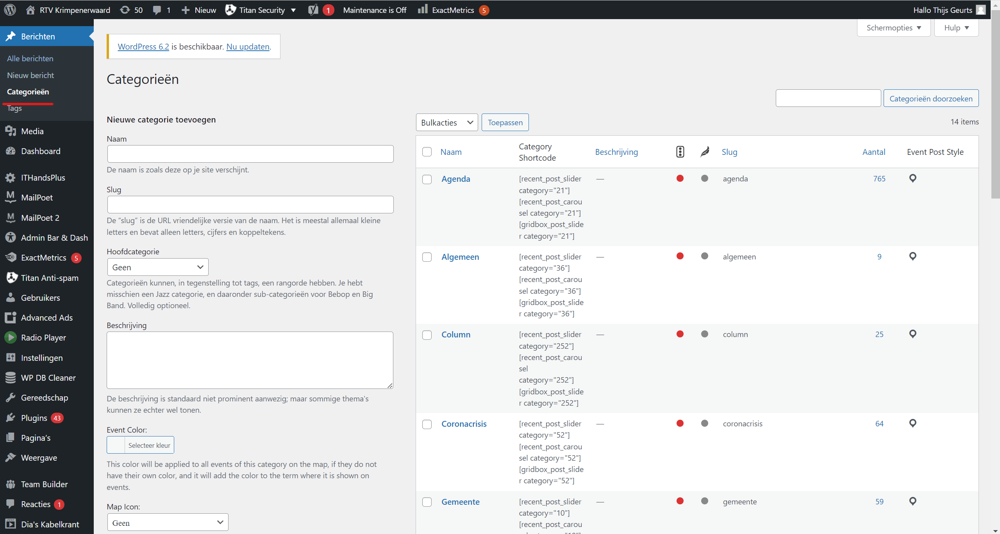 RTV Krimpenerwaard 50 1 Nieuw Titan Security 1 Maintenance is Off ExactMetrics 5 Hallo Thijs Geurts
Schermopties
Hulp
Berichten
Alle berichten
Nieuw bericht
Categorieën
Tags
Media
Dashboard
ITHandsPlus
MailPoet
MailPoet 2
Admin Bar & Dash
ExactMetrics 5
Titan Anti-spam
Gebruikers
Advanced Ads
Radio Player
Instellingen
WP DB Cleaner
Gereedschap
Plugins 43
Pagina’s
Weergave
Team Builder
Reacties 1
Dia's Kabelkrant
WordPress 6.2 is beschikbaar. Nu updaten.
Categorieën
Categorieën doorzoeken
Nieuwe categorie toevoegen
Naam
De naam is zoals deze op je site verschijnt.
Slug
De “slug” is de URL vriendelijke versie van de naam. Het is meestal allemaal kleine
letters en bevat alleen letters, cijfers en koppeltekens.
Hoofdcategorie
Geen
Categorieën kunnen, in tegenstelling tot tags, een rangorde hebben. Je hebt
misschien een Jazz categorie, en daaronder sub-categorieën voor Bebop en Big
Band. Volledig optioneel.
Beschrijving
De beschrijving is standaard niet prominent aanwezig; maar sommige thema's
kunnen ze echter wel tonen.
Event Color:
Selecteer kleur
This color will be applied to all events of this category on the map, if they do not
have their own color, and it will add the color to the term where it is shown on
events.
Map Icon:
Geen
Bulkacties
Toepassen
14 items
Naam Category Beschrijving Slug Aantal Event Post Style
Shortcode
Agenda [recent_post_slider — agenda 765
category="21"]
[recent_post_carou
sel category="21"]
[gridbox_post_slide
r category="21"]
Algemeen [recent_post_slider — algemeen 9
category="36"]
[recent_post_carou
sel category="36"]
[gridbox_post_slide
r category="36"]
Column [recent_post_slider — column 25
category="252"]
[recent_post_carou
sel
category="252"]
[gridbox_post_slide
r category="252"]
Coronacrisis [recent_post_slider — coronacrisis 64
category="52"]
[recent_post_carou
sel category="52"]
[gridbox_post_slide
r category="52"]
Gemeente [recent_post_slider — gemeente 59
category="10"]
[recent_post_carou